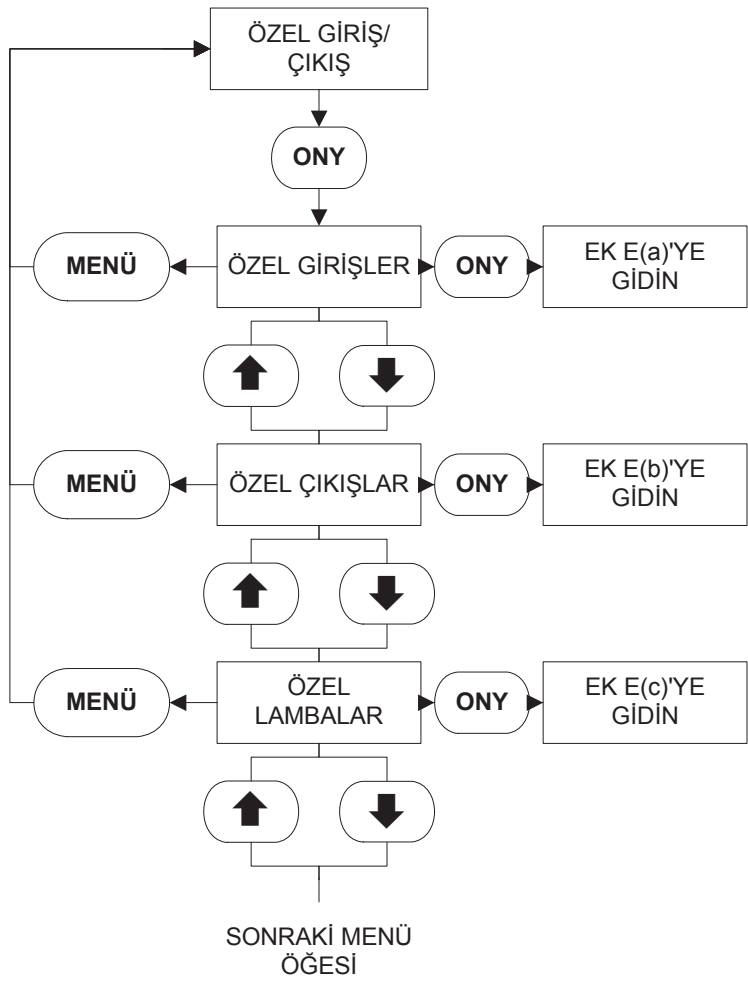 ÖZEL GİRİŞ/
ÇIKIŞ
ONY
MENÜ
ÖZEL GİRİŞLER
ONY
EK E(a)'YE
GİDİN
MENÜ
ÖZEL ÇIKIŞLAR
ONY
EK E(b)'YE
GİDİN
MENÜ
ÖZEL
LAMBALAR
ONY
EK E(c)'YE
GİDİN
SONRAKİ MENÜ
ÖĞESİ